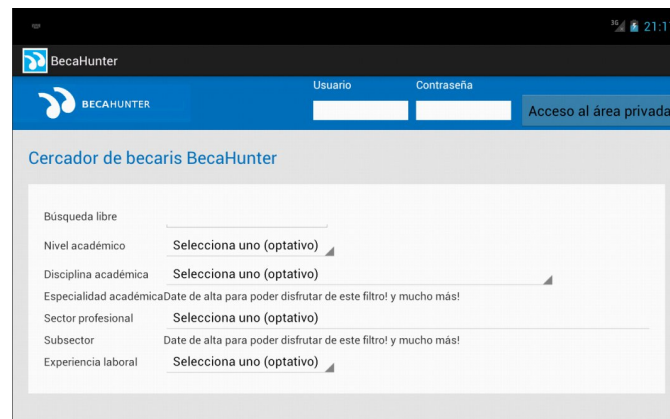 3G 21:1
BecaHunter
Usuario Contraseña
BECAHUNTER
Acceso al área privada
Cercador de becaris BecaHunter
Búsqueda libre
Nivel académico Selecciona uno (optativo)
Disciplina académica Selecciona uno (optativo)
Especialidad académicaDate de alta para poder disfrutar de este filtro! y mucho más!
Sector profesional Selecciona uno (optativo)
Subsector Date de alta para poder disfrutar de este filtro! y mucho más!
Experiencia laboral Selecciona uno (optativo)